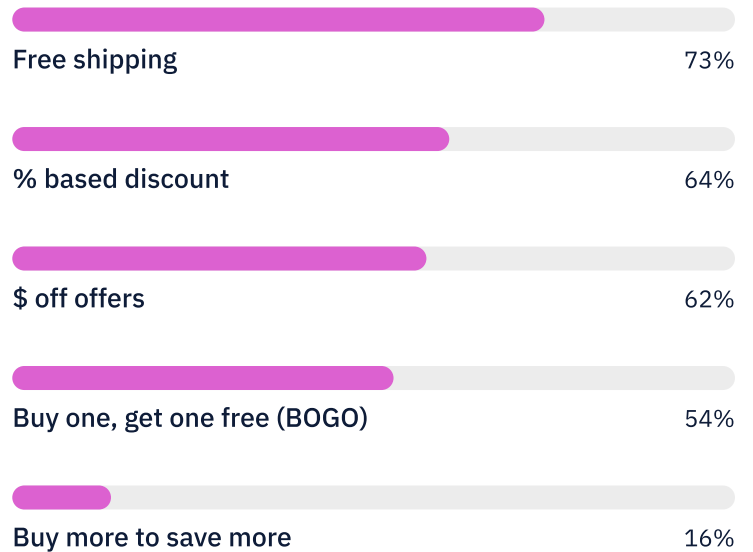 Free shipping 73%
% based discount 64%
$ off offers 62%
Buy one, get one free (BOGO) 54%
Buy more to save more 16%